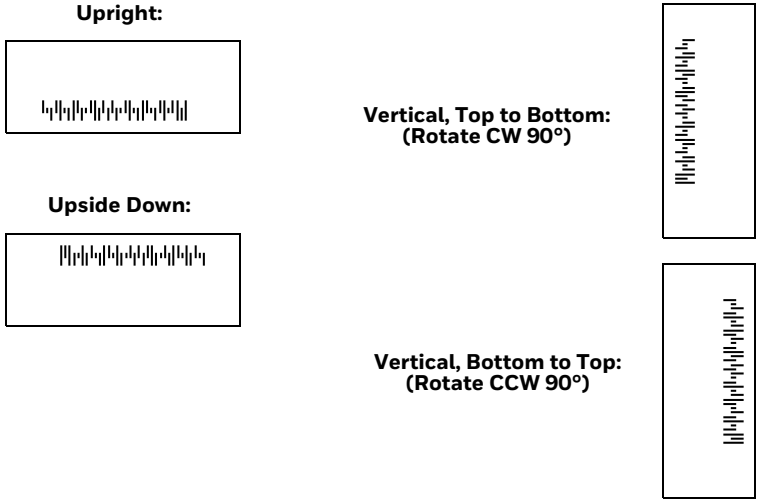 Upright:
Vertical, Top to Bottom:
(Rotate CW 90°)
Upside Down:
Vertical, Bottom to Top:
(Rotate CCW 90°)